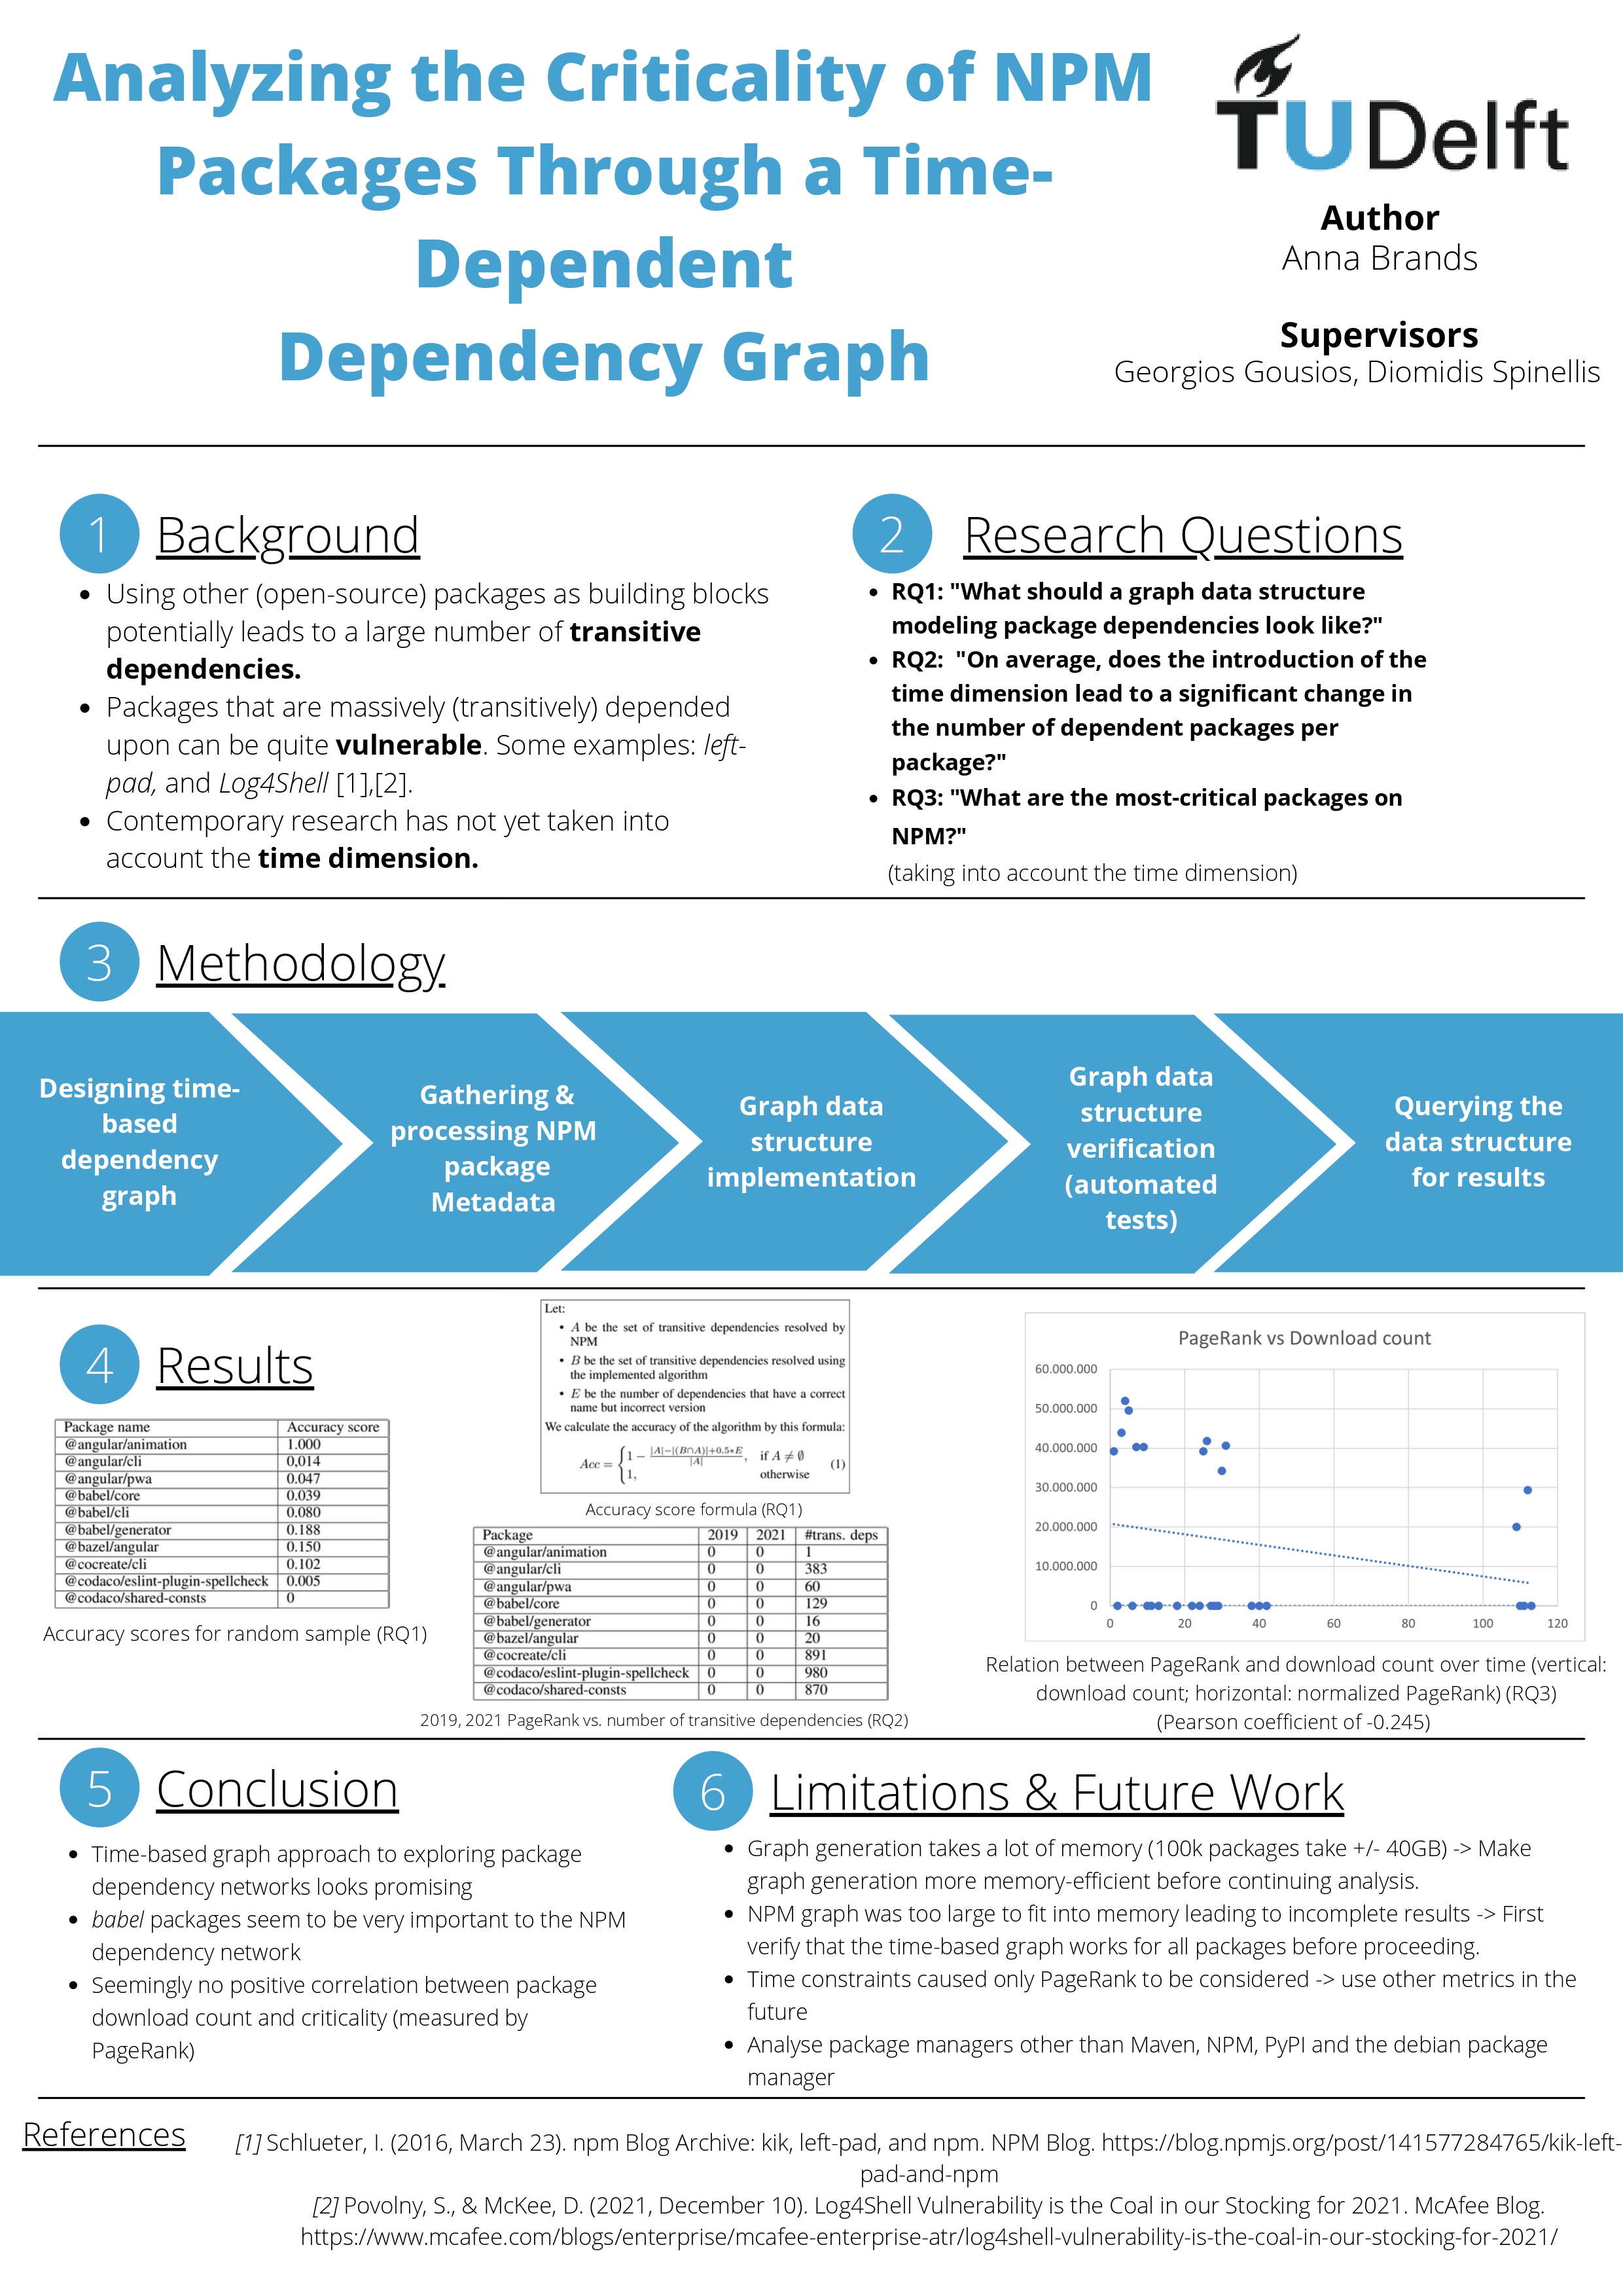 Analyzing the Criticality of NPM
Packages Through a Time-
Dependent
Dependency Graph
TUDelft
Author
Anna Brands
Supervisors
Georgios Gousios, Diomidis Spinellis
1 Background
• Using other (open-source) packages as building blocks
potentially leads to a large number of transitive
dependencies.
• Packages that are massively (transitively) depended
upon can be quite vulnerable. Some examples: left-
pad, and Log4Shell [1],[2].
• Contemporary research has not yet taken into
account the time dimension.
2 Research Questions
• RQ1: "What should a graph data structure
modeling package dependencies look like?"
• RQ2:  "On average, does the introduction of the
time dimension lead to a significant change in
the number of dependent packages per
package?"
• RQ3: "What are the most-critical packages on
NPM?"
(taking into account the time dimension)
3 Methodology
Designing time-
based
dependency
graph
Gathering &
processing NPM
package
Metadata
Graph data
structure
implementation
Graph data
structure
verification
(automated
tests)
Querying the
data structure
for results
4 Results
Package name Accuracy score
@angular/animation 1.000
@angular/cli 0,014
@angular/pwa 0.047
@babel/core 0.039
@babel/cli 0.080
@babel/generator 0.188
@bazel/angular 0.150
@cocreate/cli 0.102
@codaco/eslint-plugin-spellcheck 0.005
@codaco/shared-consts 0
Accuracy scores for random sample (RQ1)
Let:
• A be the set of transitive dependencies resolved by
NPM
• B be the set of transitive dependencies resolved using
the implemented algorithm
• E be the number of dependencies that have a correct
name but incorrect version
We calculate the accuracy of the algorithm by this formula:
Acc = { 1 − |A|−|(B∩A)|+0.5∗E / |A|, if A ≠ ∅
1, otherwise (1)
Accuracy score formula (RQ1)
Package 2019 2021 #trans. deps
@angular/animation 0 0 1
@angular/cli 0 0 383
@angular/pwa 0 0 60
@babel/core 0 0 129
@babel/generator 0 0 16
@bazel/angular 0 0 20
@cocreate/cli 0 0 891
@codaco/eslint-plugin-spellcheck 0 0 980
@codaco/shared-consts 0 0 870
2019, 2021 PageRank vs. number of transitive dependencies (RQ2)
PageRank vs Download count
60.000.000
50.000.000
40.000.000
30.000.000
20.000.000
10.000.000
0
0 20 40 60 80 100 120
Relation between PageRank and download count over time (vertical:
download count; horizontal: normalized PageRank) (RQ3)
(Pearson coefficient of -0.245)
5 Conclusion
• Time-based graph approach to exploring package
dependency networks looks promising
• babel packages seem to be very important to the NPM
dependency network
• Seemingly no positive correlation between package
download count and criticality (measured by
PageRank)
6 Limitations & Future Work
• Graph generation takes a lot of memory (100k packages take +/- 40GB) -> Make
graph generation more memory-efficient before continuing analysis.
• NPM graph was too large to fit into memory leading to incomplete results -> First
verify that the time-based graph works for all packages before proceeding.
• Time constraints caused only PageRank to be considered -> use other metrics in the
future
• Analyse package managers other than Maven, NPM, PyPI and the debian package
manager
References
[1] Schlueter, I. (2016, March 23). npm Blog Archive: kik, left-pad, and npm. NPM Blog. https://blog.npmjs.org/post/141577284765/kik-left-
pad-and-npm
[2] Povolny, S., & McKee, D. (2021, December 10). Log4Shell Vulnerability is the Coal in our Stocking for 2021. McAfee Blog.
https://www.mcafee.com/blogs/enterprise/mcafee-enterprise-atr/log4shell-vulnerability-is-the-coal-in-our-stocking-for-2021/